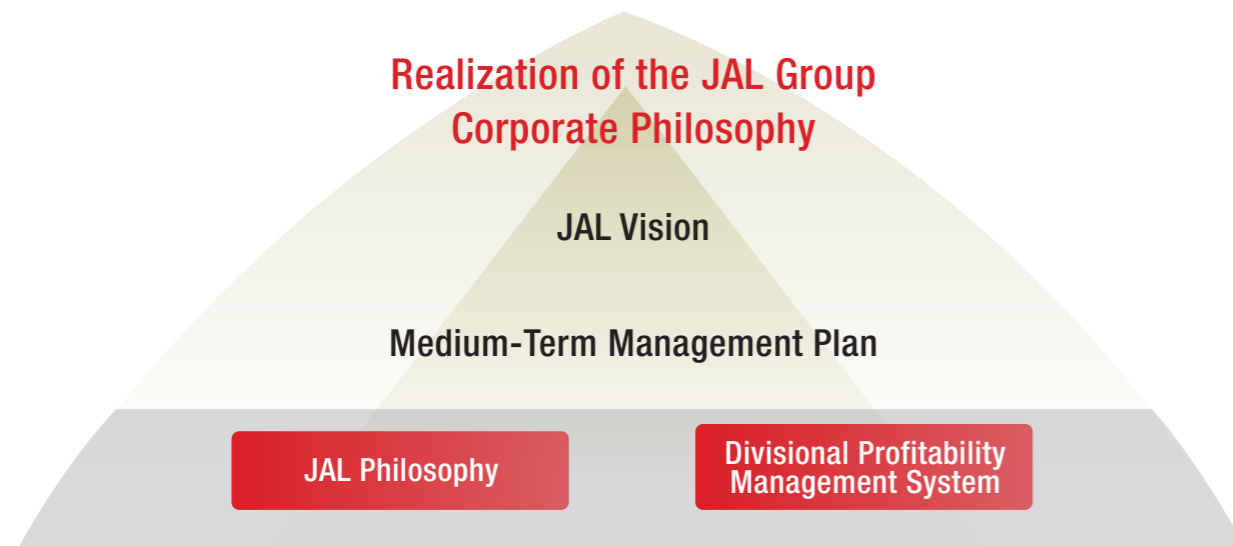 Realization of the JAL Group
Corporate Philosophy
JAL Vision
Medium-Term Management Plan
JAL Philosophy
Divisional Profitability
Management System